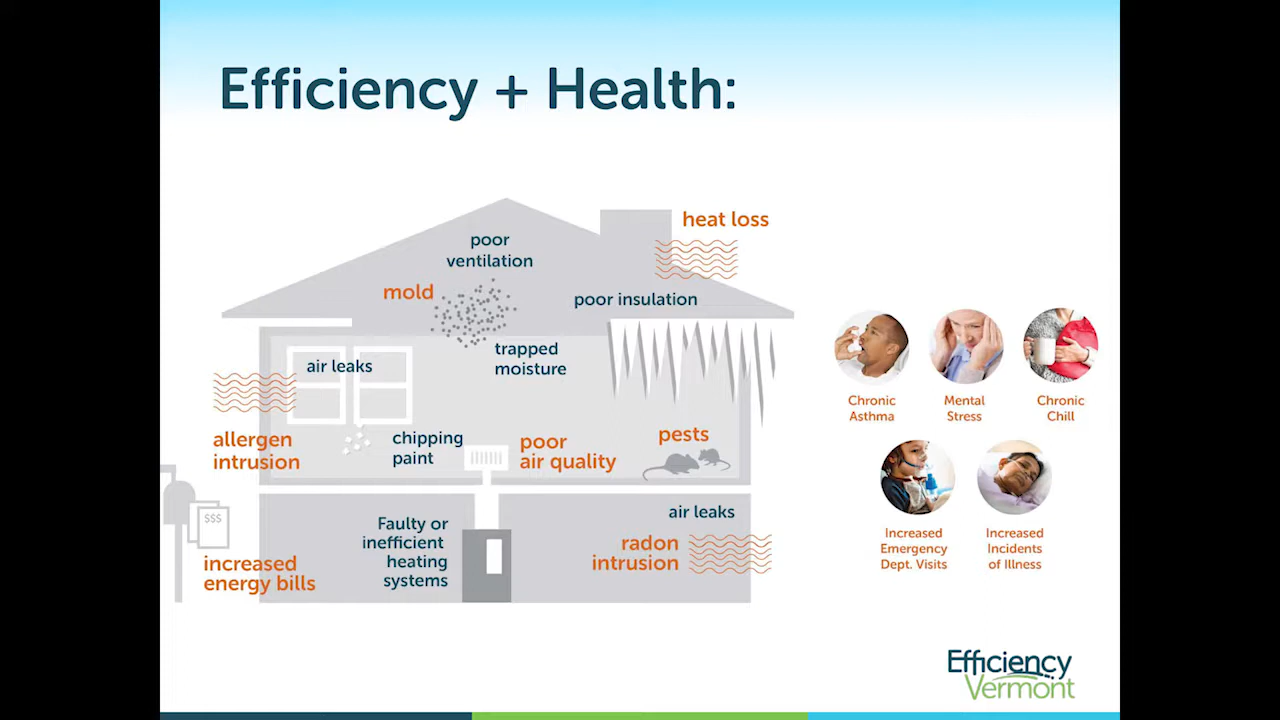 Efficiency + Health:
heat loss
poor
ventilation
mold
poor insulation
trapped
moisture
air leaks
allergen
intrusion
chipping
paint
poor
air quality
pests
$$$
increased
energy bills
Faulty or
inefficient
heating
systems
air leaks
radon
intrusion
Chronic
Asthma
Mental
Stress
Chronic
Chill
Increased
Emergency
Dept. Visits
Increased
Incidents
of Illness
Efficiency
Vermont